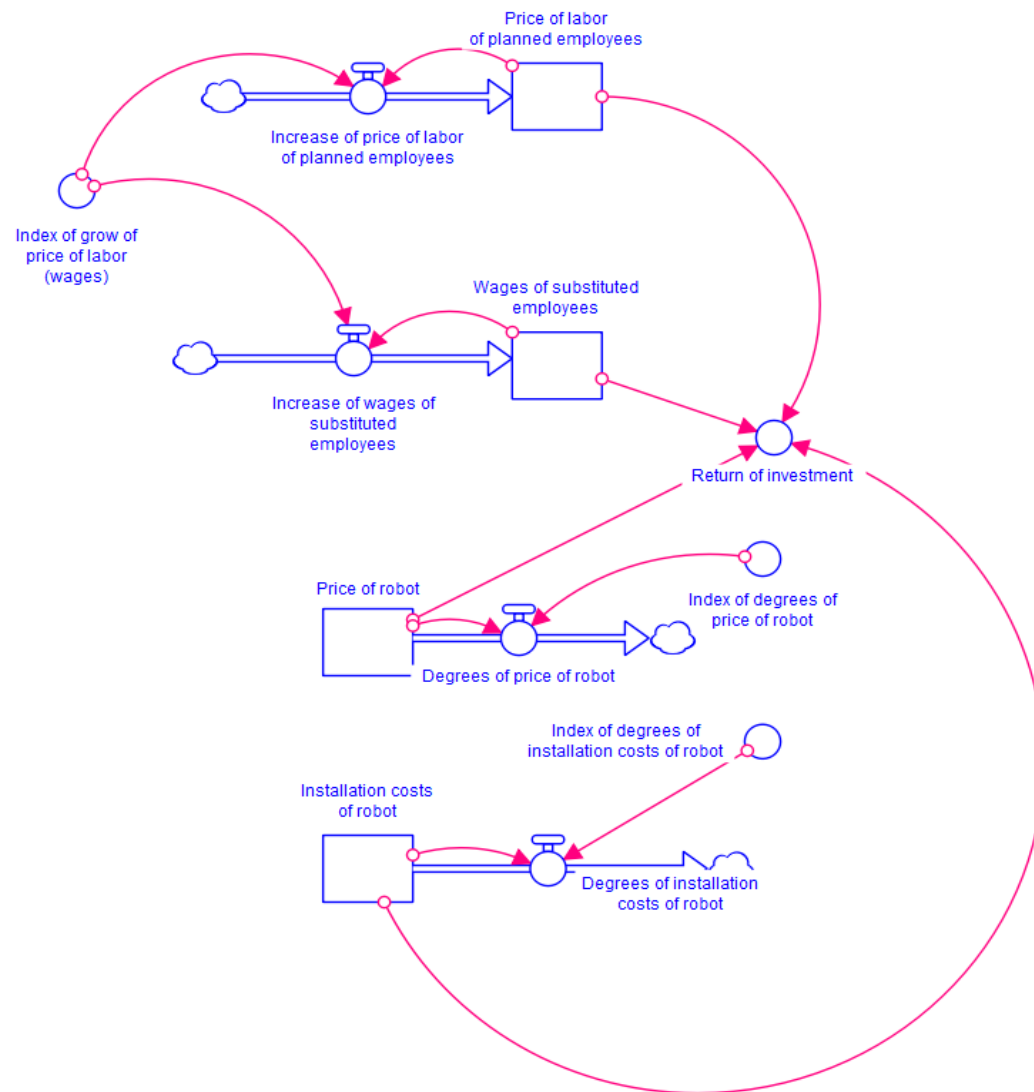 Price of labor
of planned employees
Increase of price of labor
of planned employees
Index of grow of
price of labor
(wages)
Wages of substituted
employees
Increase of wages of
substituted
employees
Return of investment
Price of robot
Index of degrees of
price of robot
Degrees of price of robot
Index of degrees of
installation costs of robot
Installation costs
of robot
Degrees of installation
costs of robot